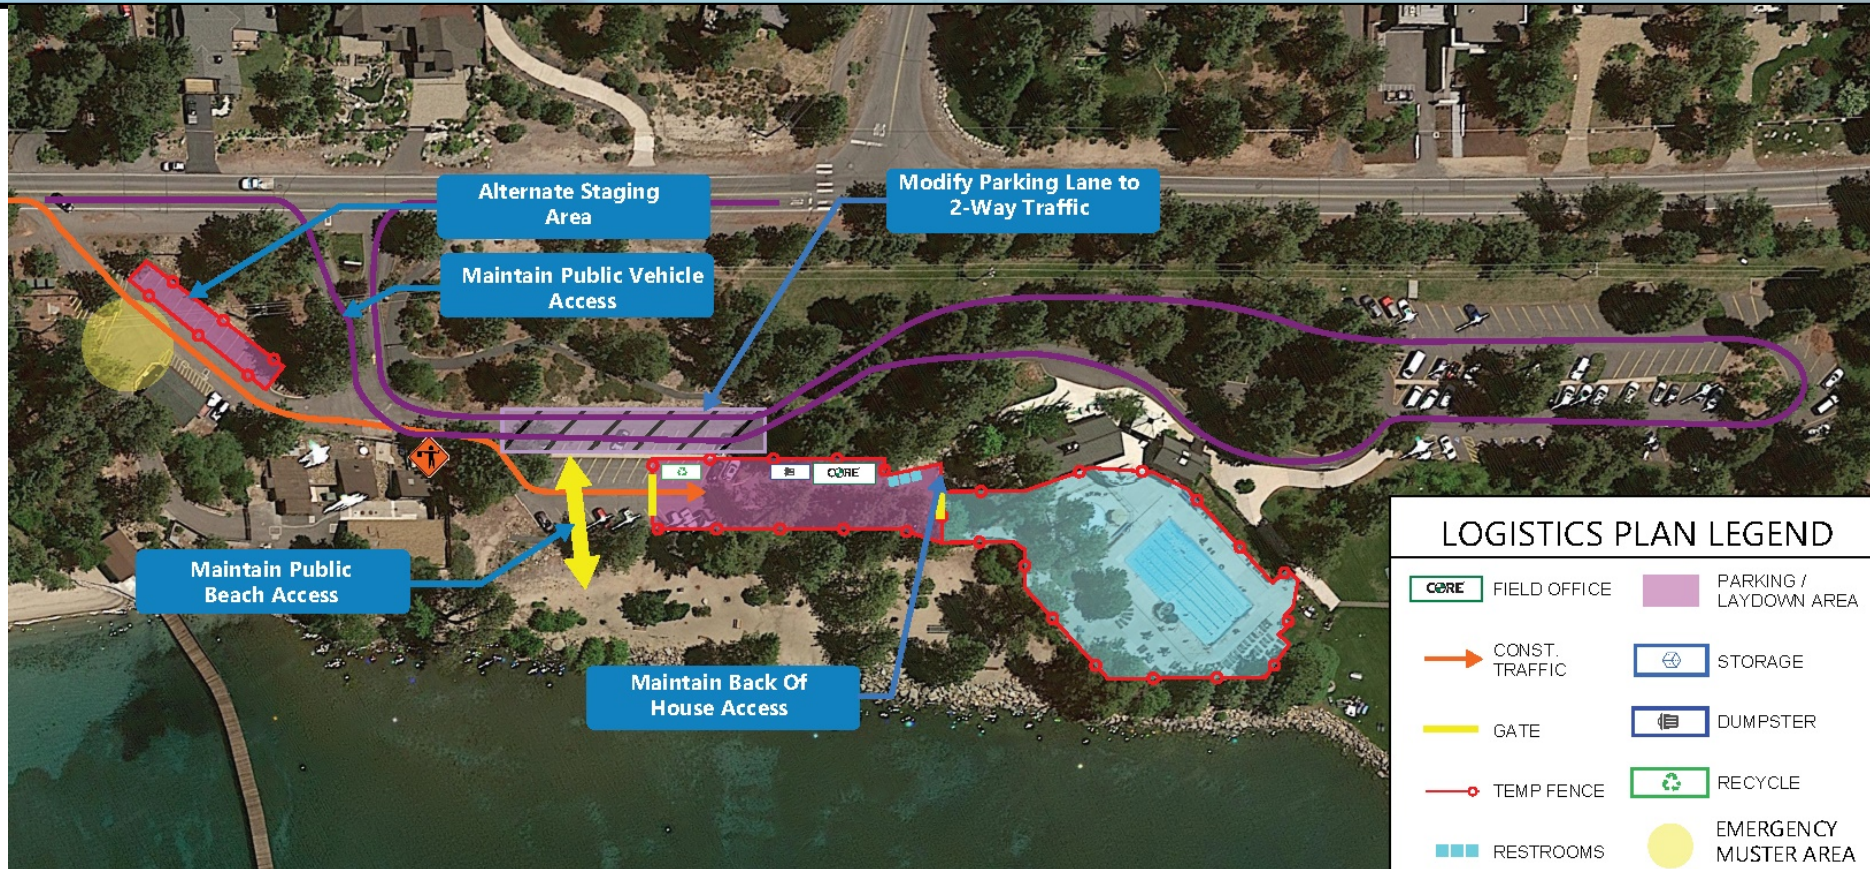 Alternate Staging
Area
Modify Parking Lane to
2-Way Traffic
Maintain Public Vehicle
Access
CORE
Maintain Public
Beach Access
Maintain Back Of
House Access
LOGISTICS PLAN LEGEND
CORE FIELD OFFICE
PARKING /
LAYDOWN AREA
CONST.
TRAFFIC
STORAGE
GATE
DUMPSTER
TEMP FENCE
RECYCLE
RESTROOMS
EMERGENCY
MUSTER AREA